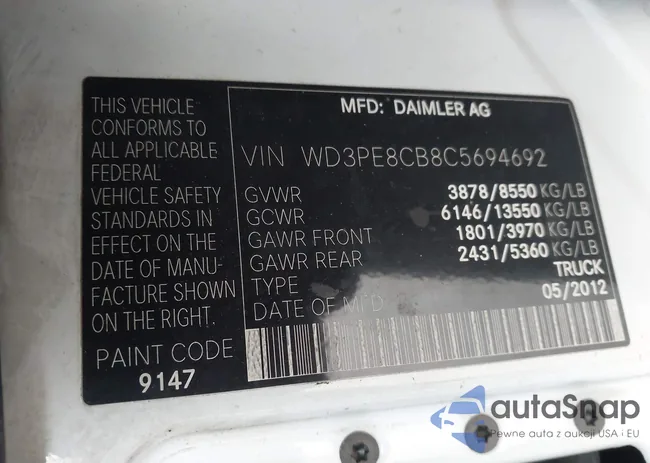 THIS VEHICLE
CONFORMS TO
ALL APPLICABLE
FEDERAL
VEHICLE SAFETY
STANDARDS IN
EFFECT ON THE
DATE OF MANU-
FACTURE SHOWN
ON THE RIGHT.
PAINT CODE
9147
MFD: DAIMLER AG
VIN WD3PE8CB8C5694692
GVWR 3878/8550 KG/LB
GCWR 6146/13550 KG/LB
GAWR FRONT 1801/3970 KG/LB
GAWR REAR 2431/5360 KG/LB
TYPE TRUCK
DATE OF MFD 05/2012
autoSnap
Pewne auta z aukcji USA i EU